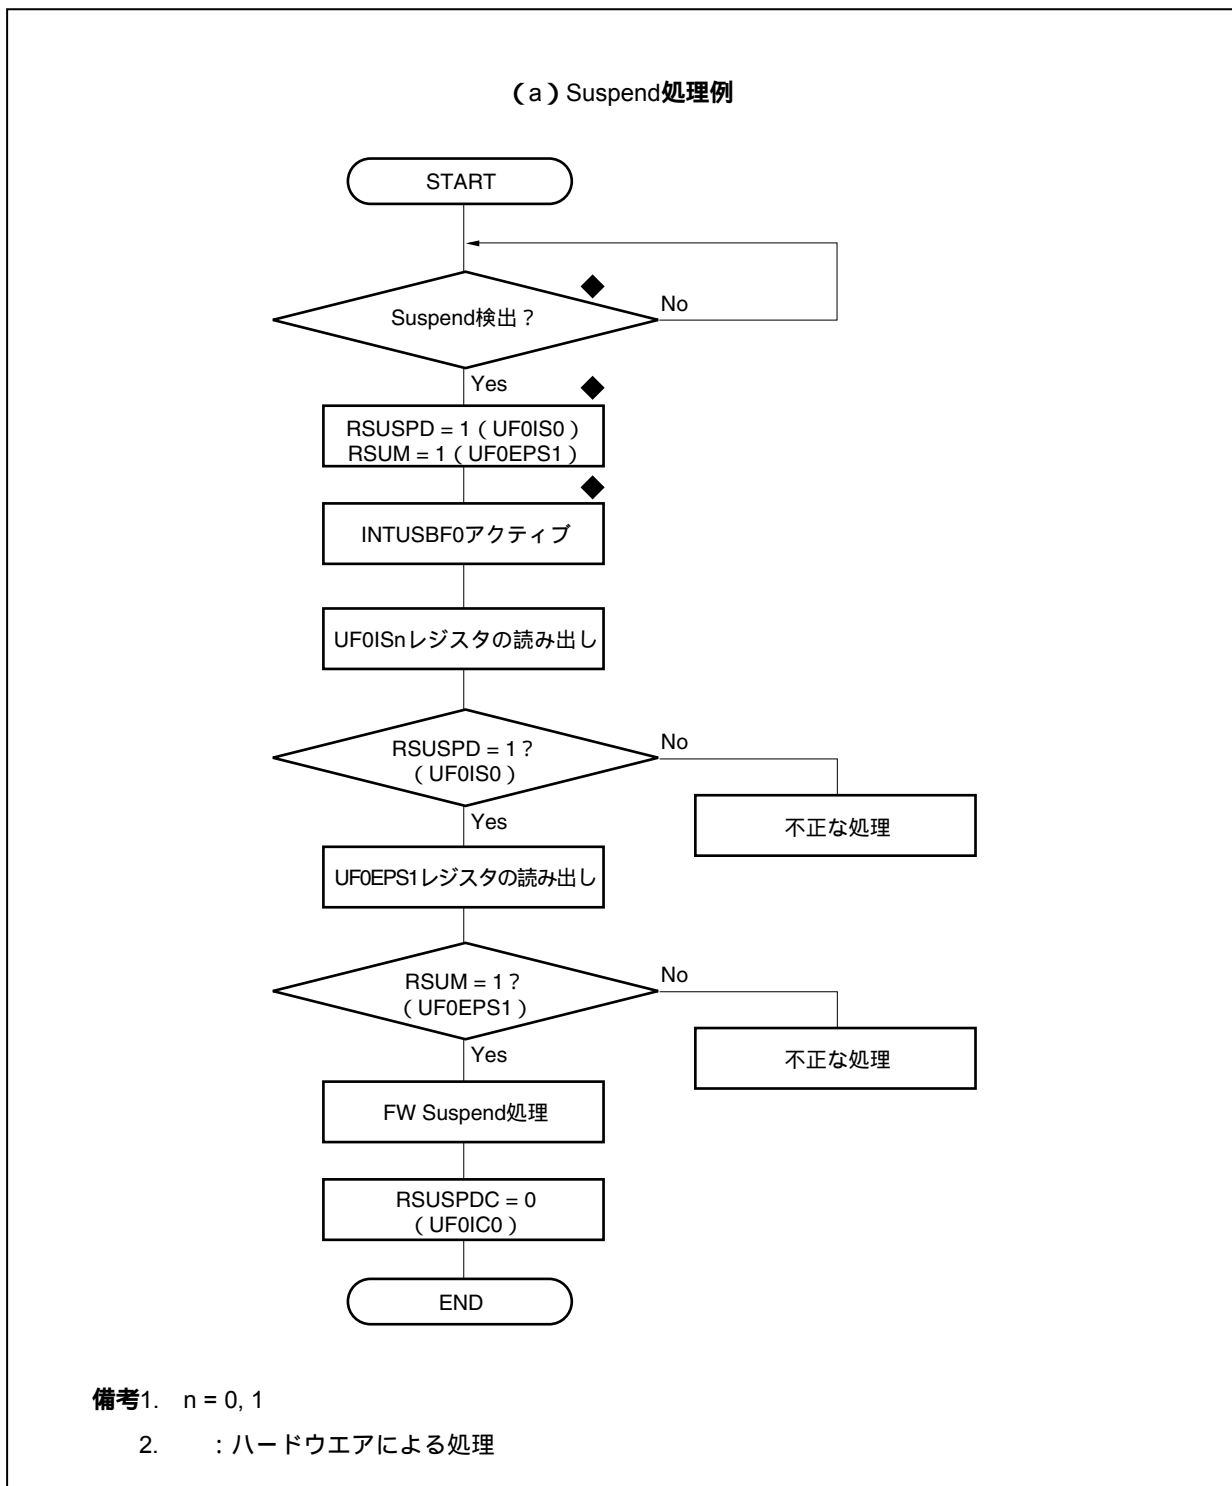 （a）Suspend処理例
START
Suspend検出？
No
Yes
RSUSPD = 1（UF0IS0）
RSUM = 1（UF0EPS1）
INTUSBF0アクティブ
UF0ISnレジスタの読み出し
RSUSPD = 1？
（UF0IS0）
No
不正な処理
Yes
UF0EPS1レジスタの読み出し
RSUM = 1？
（UF0EPS1）
No
不正な処理
Yes
FW Suspend処理
RSUSPDC = 0
（UF0IC0）
END
備考1. n = 0, 1
2. ：ハードウエアによる処理